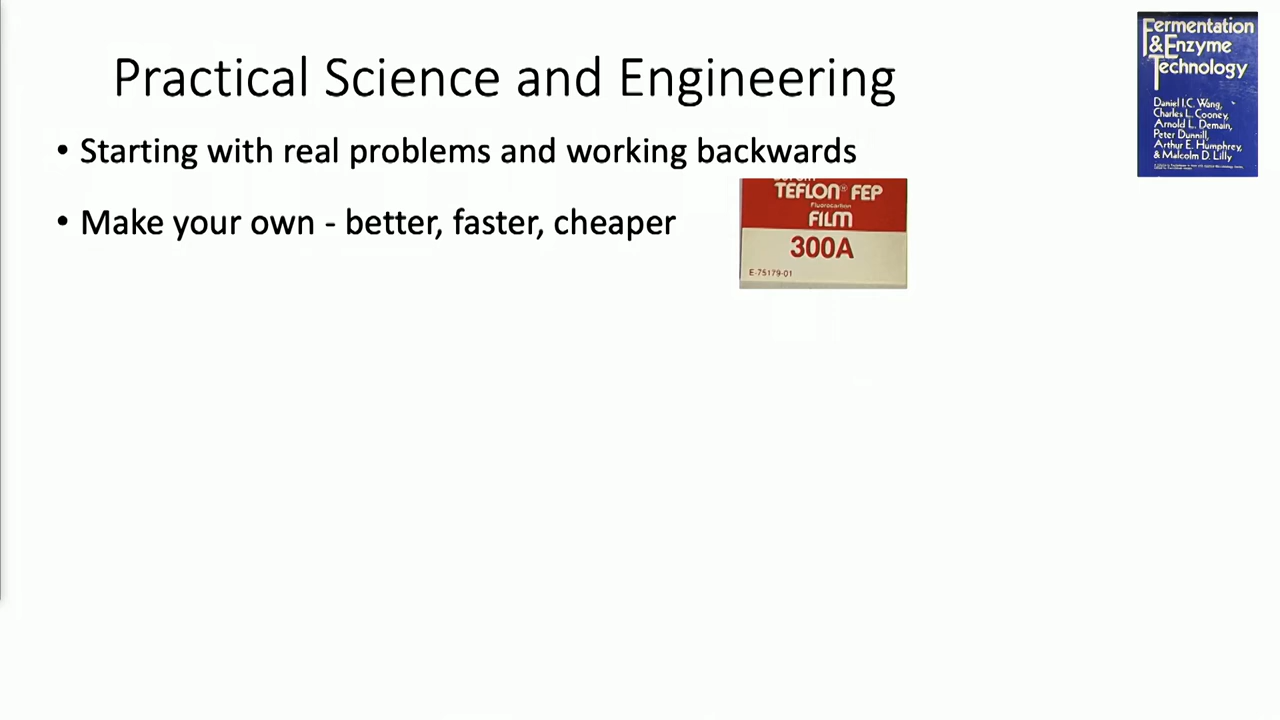 Practical Science and Engineering
• Starting with real problems and working backwards
• Make your own - better, faster, cheaper
Fermentation
&Enzyme
Technology
Daniel I.C. Wang,
Charles L. Cooney,
Arnold L. Demain,
Peter Dunnill,
Arthur E. Humphrey,
& Malcolm D. Lilly
TEFLON® FEP
Fluorocarbon
FILM
300A
E-75179-01